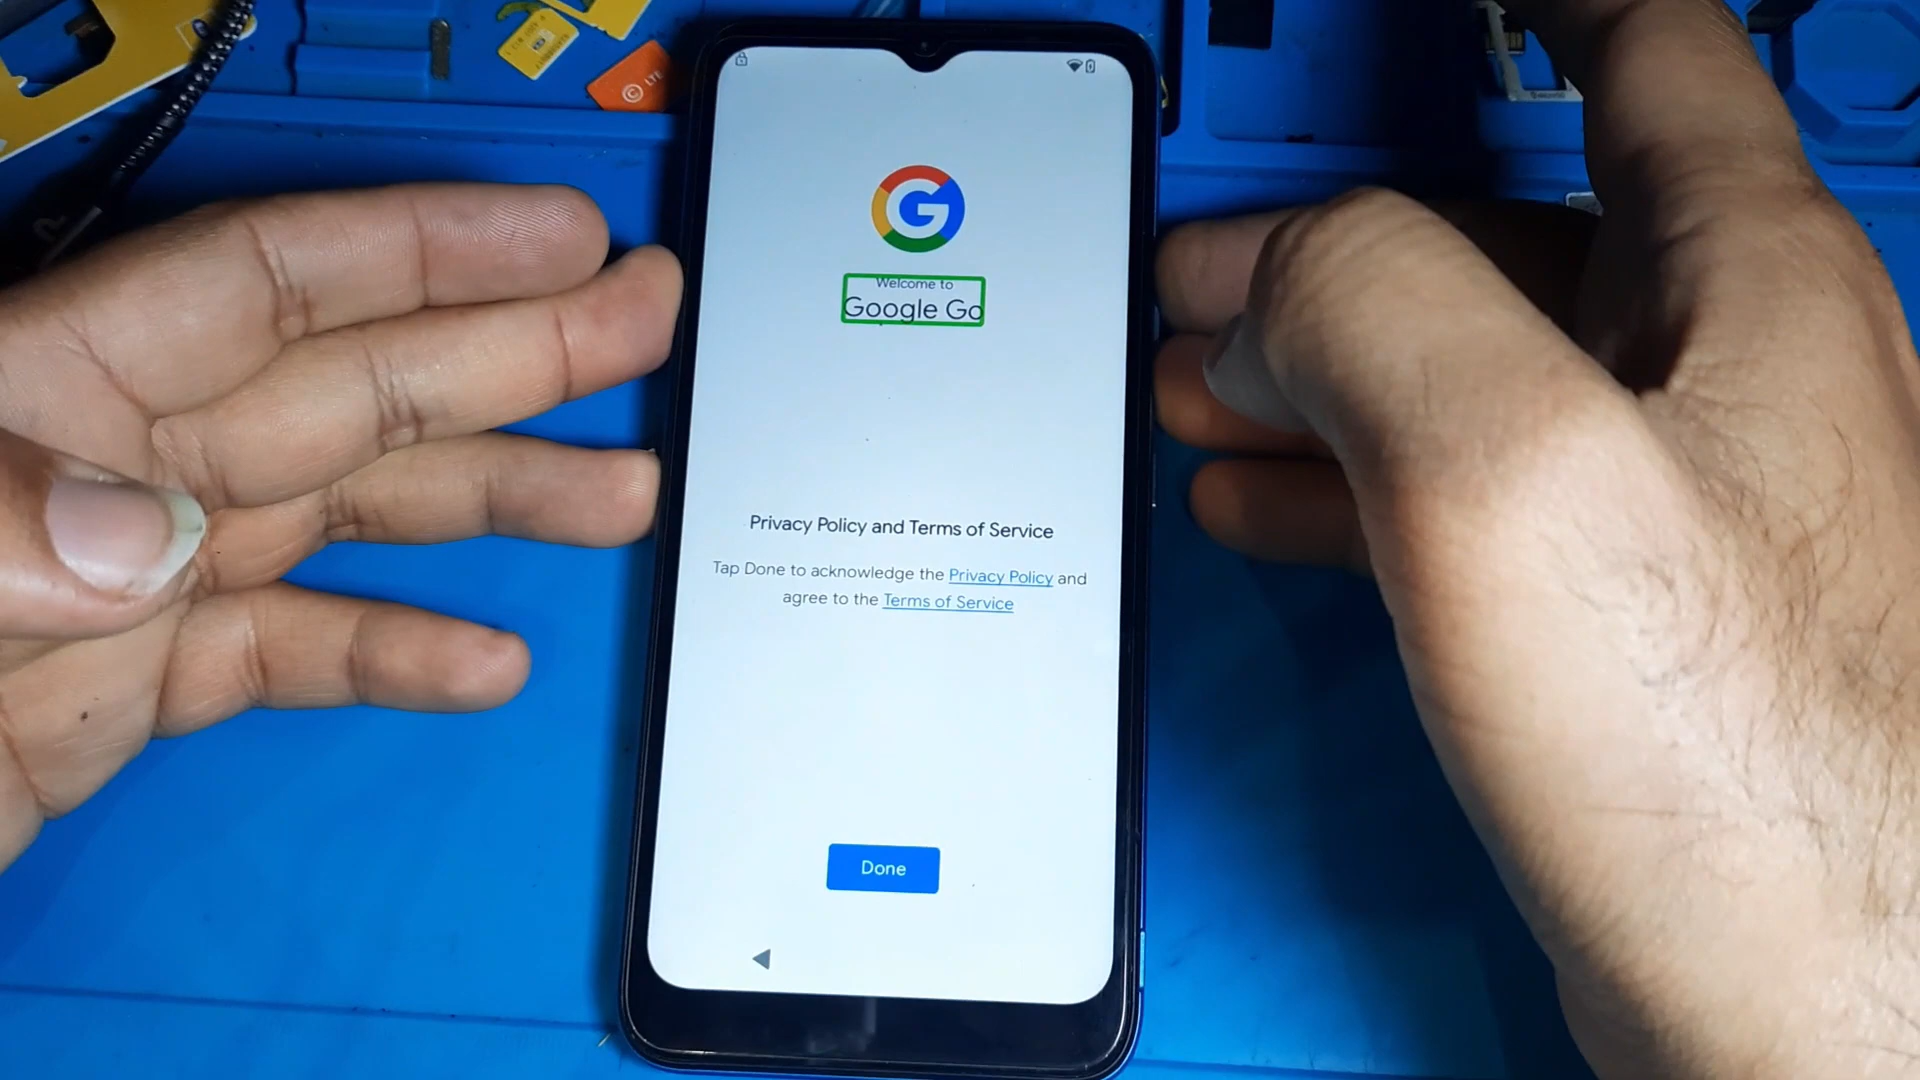 LTE
Welcome to
Google Go
Privacy Policy and Terms of Service
Tap Done to acknowledge the Privacy Policy and
agree to the Terms of Service
Done